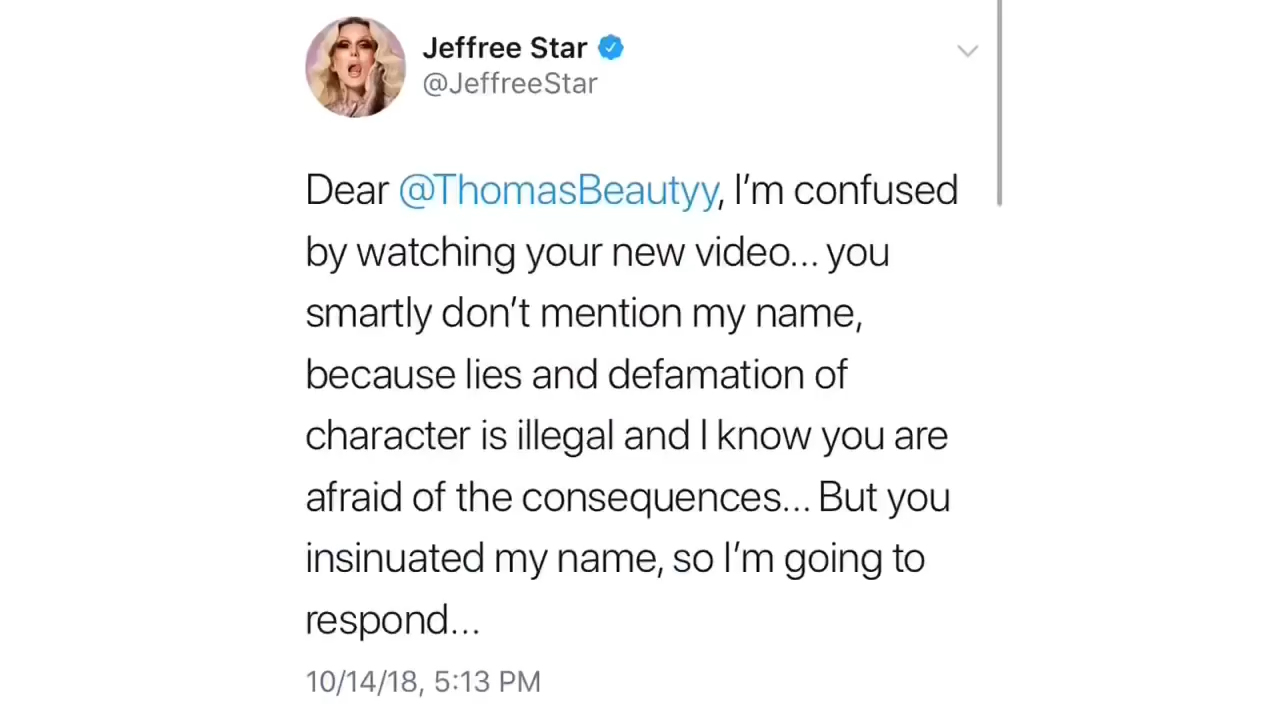 Jeffree Star
@JeffreeStar
Dear @ThomasBeautyy, I’m confused
by watching your new video... you
smartly don’t mention my name,
because lies and defamation of
character is illegal and I know you are
afraid of the consequences... But you
insinuated my name, so I’m going to
respond...
10/14/18, 5:13 PM